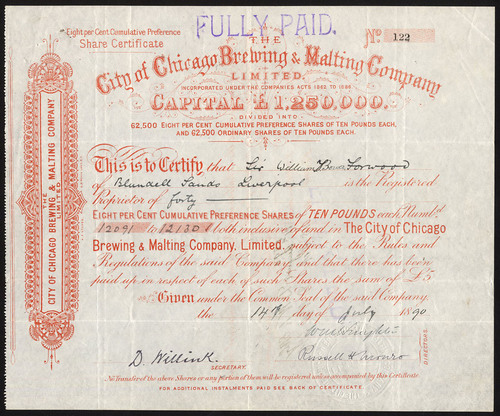 FULLY PAID.
Eight per Cent Cumulative Preference
Share Certificate
No 122
THE
City of Chicago Brewing & Malting Company
LIMITED.
INCORPORATED UNDER THE COMPANIES ACTS 1862 TO 1886.
CAPITAL £1,250,000.
DIVIDED INTO
62,500 EIGHT PER CENT CUMULATIVE PREFERENCE SHARES OF TEN POUNDS EACH,
AND 62,500 ORDINARY SHARES OF TEN POUNDS EACH.
This is to Certify that Sir William Bower Forwood
of Blundell Sands Liverpool is the Registered
Proprietor of forty
EIGHT PER CENT CUMULATIVE PREFERENCE SHARES OF TEN POUNDS each, Numbd
12091 to 12130 both inclusive of and in The City of Chicago
Brewing & Malting Company, Limited, subject to the Rules and
Regulations of the said Company and that there has been
paid up in respect of each of such Shares the sum of £5
Given under the Common Seal of the said Company
the 14th day of July 1890
D. Willink.
SECRETARY.
Russell H Monro
DIRECTORS.
No Transfer of the above Shares or any portion of them will be registered unless accompanied by this Certificate.
FOR ADDITIONAL INSTALMENTS PAID SEE BACK OF CERTIFICATE
THE
CITY OF CHICAGO BREWING & MALTING COMPANY
LIMITED